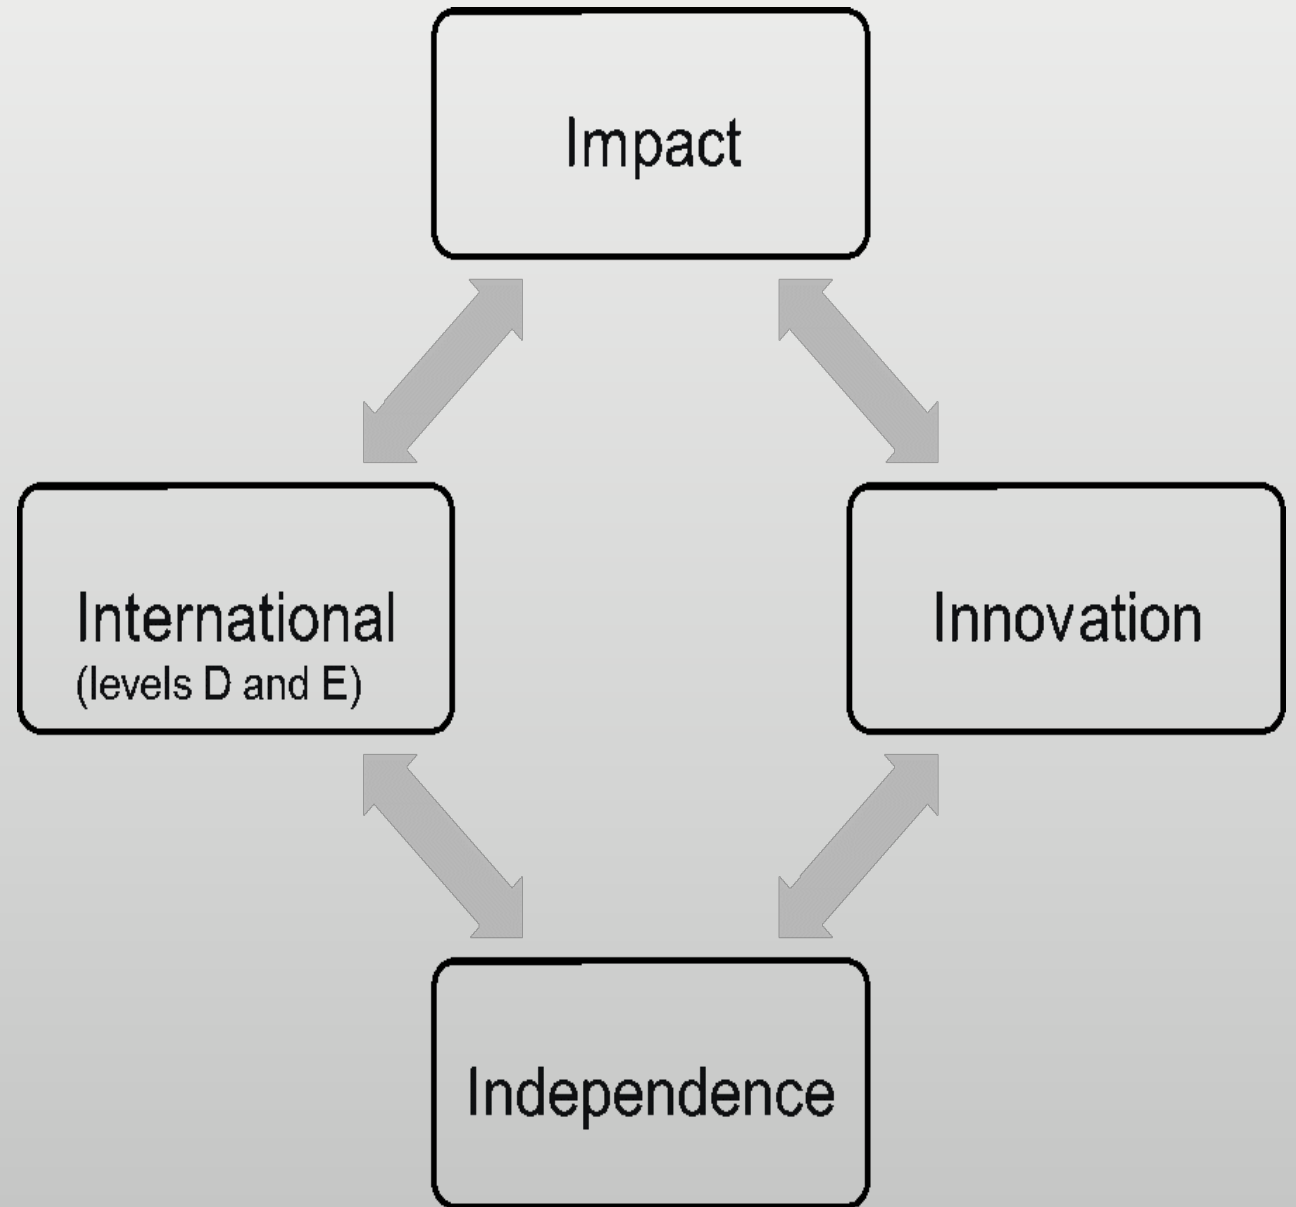 Impact
International
(levels D and E)
Innovation
Independence